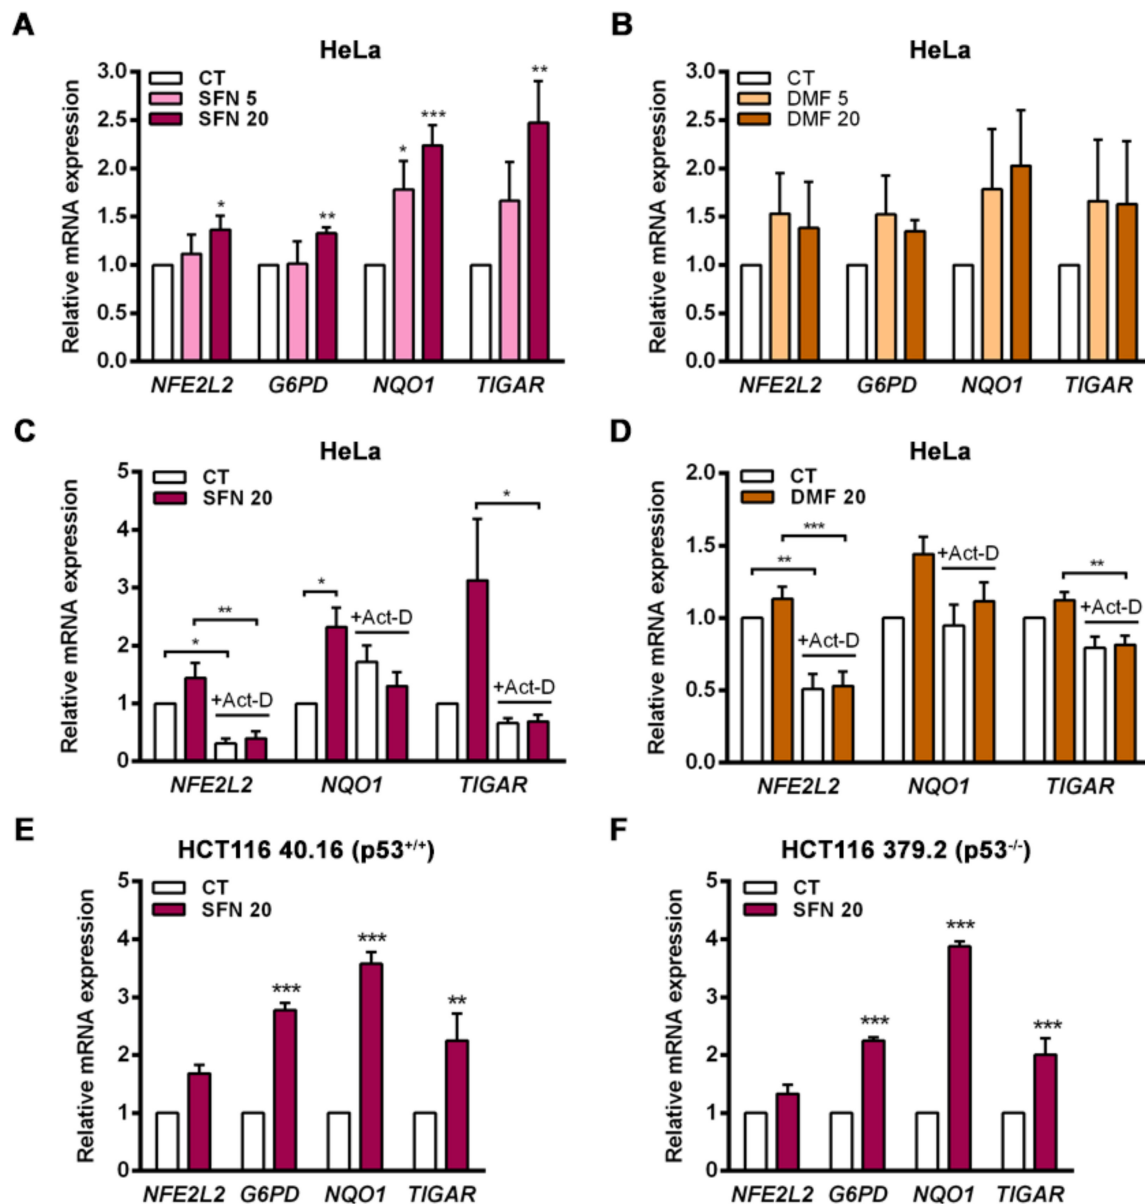 A
HeLa
Relative mRNA expression
3.0
2.5
2.0
1.5
1.0
0.5
0.0
CT
SFN 5
SFN 20
*
**
*
***
**
NFE2L2 G6PD NQO1 TIGAR
B
HeLa
Relative mRNA expression
3.0
2.5
2.0
1.5
1.0
0.5
0.0
CT
DMF 5
DMF 20
NFE2L2 G6PD NQO1 TIGAR
C
HeLa
Relative mRNA expression
5
4
3
2
1
0
CT
SFN 20
*
**
+Act-D
*
+Act-D
*
+Act-D
NFE2L2 NQO1 TIGAR
D
HeLa
Relative mRNA expression
2.0
1.5
1.0
0.5
0.0
CT
DMF 20
**
***
+Act-D
+Act-D
**
+Act-D
NFE2L2 NQO1 TIGAR
E
HCT116 40.16 (p53+/+)
Relative mRNA expression
5
4
3
2
1
0
CT
SFN 20
***
***
**
NFE2L2 G6PD NQO1 TIGAR
F
HCT116 379.2 (p53-/-)
Relative mRNA expression
5
4
3
2
1
0
CT
SFN 20
***
***
***
NFE2L2 G6PD NQO1 TIGAR